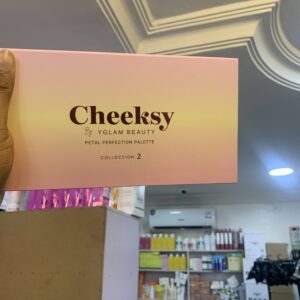 Cheeksy
By YGLAM BEAUTY
PETAL PERFECTION PALETTE
COLLECTION 2